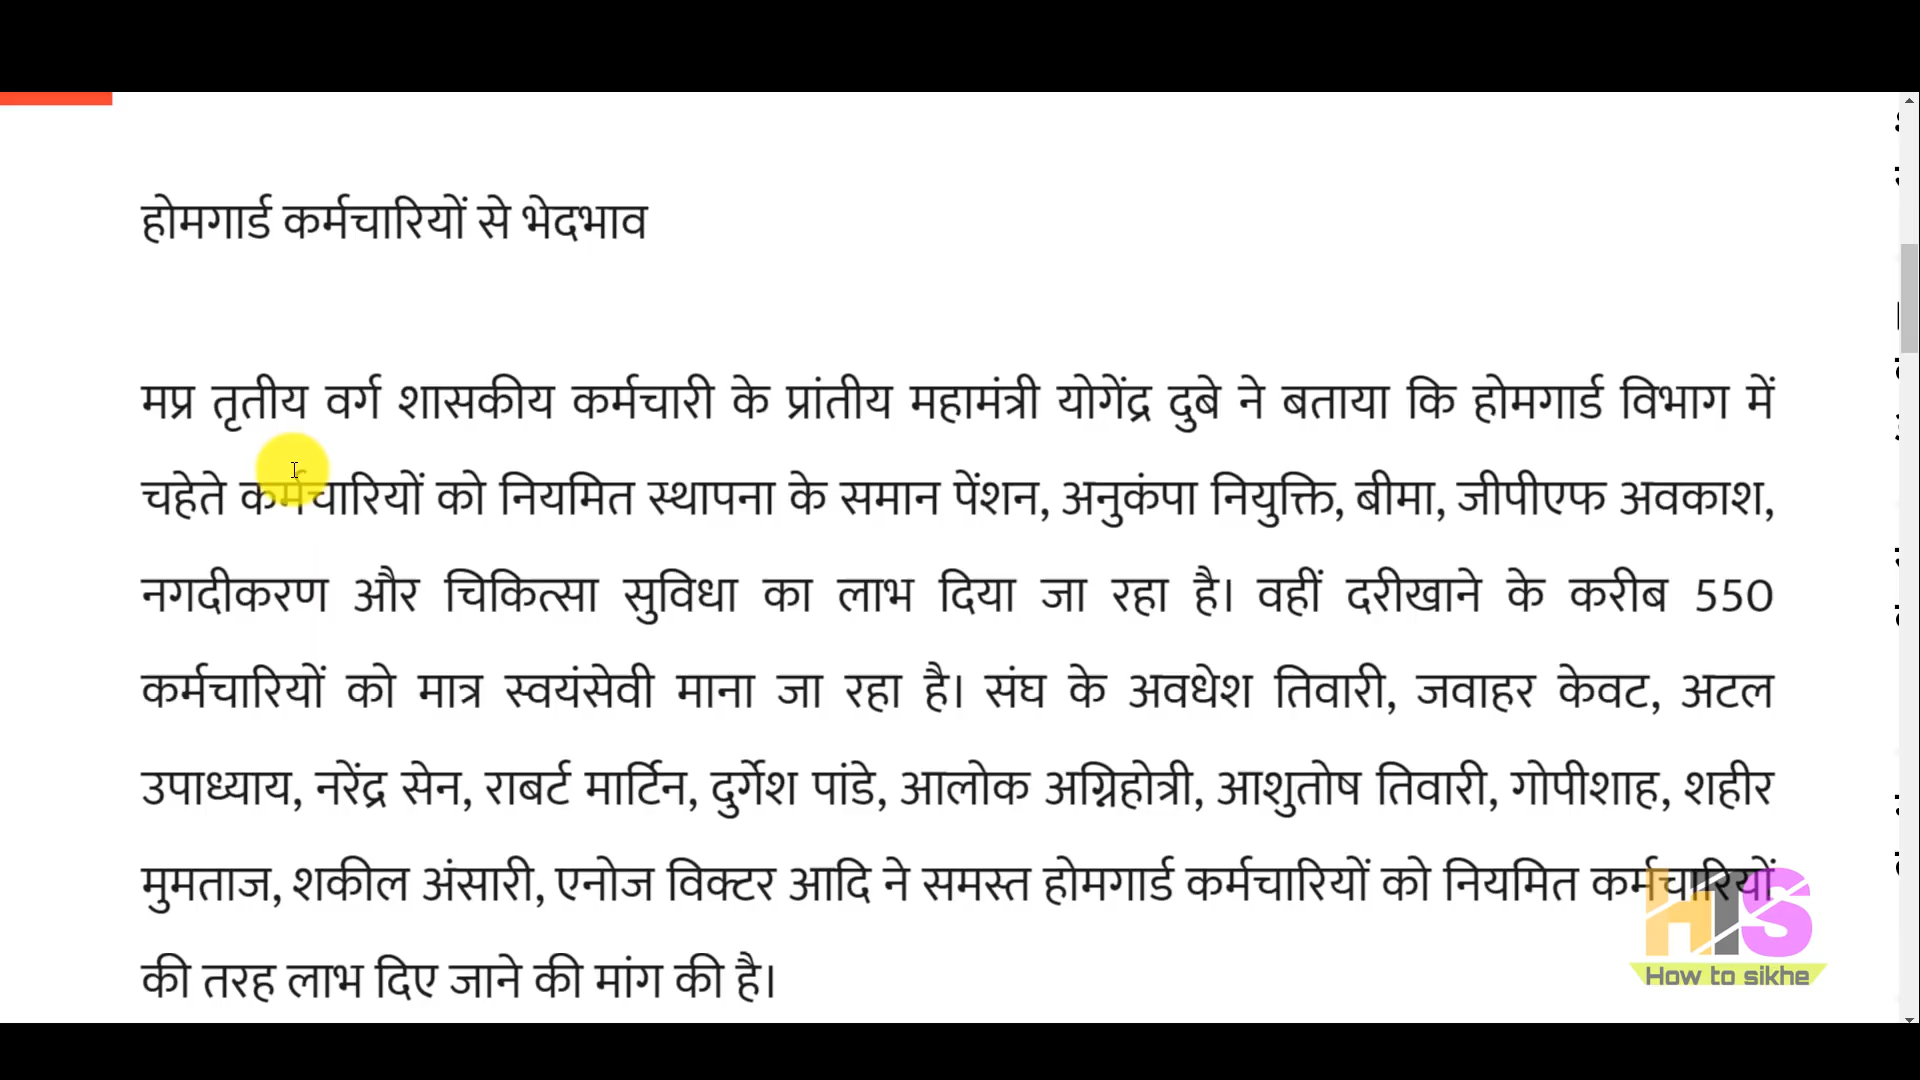 होमगार्ड कर्मचारियों से भेदभाव
मप्र तृतीय वर्ग शासकीय कर्मचारी के प्रांतीय महामंत्री योगेंद्र दुबे ने बताया कि होमगार्ड विभाग में
चहेते कर्मचारियों को नियमित स्थापना के समान पेंशन, अनुकंपा नियुक्ति, बीमा, जीपीएफ अवकाश,
नगदीकरण और चिकित्सा सुविधा का लाभ दिया जा रहा है। वहीं दरीखाने के करीब 550
कर्मचारियों को मात्र स्वयंसेवी माना जा रहा है। संघ के अवधेश तिवारी, जवाहर केवट, अटल
उपाध्याय, नरेंद्र सेन, राबर्ट मार्टिन, दुर्गेश पांडे, आलोक अग्निहोत्री, आशुतोष तिवारी, गोपीशाह, शहीर
मुमताज, शकील अंसारी, एनोज विक्टर आदि ने समस्त होमगार्ड कर्मचारियों को नियमित कर्मचारियों
की तरह लाभ दिए जाने की मांग की है।
HTS
How to sikhe